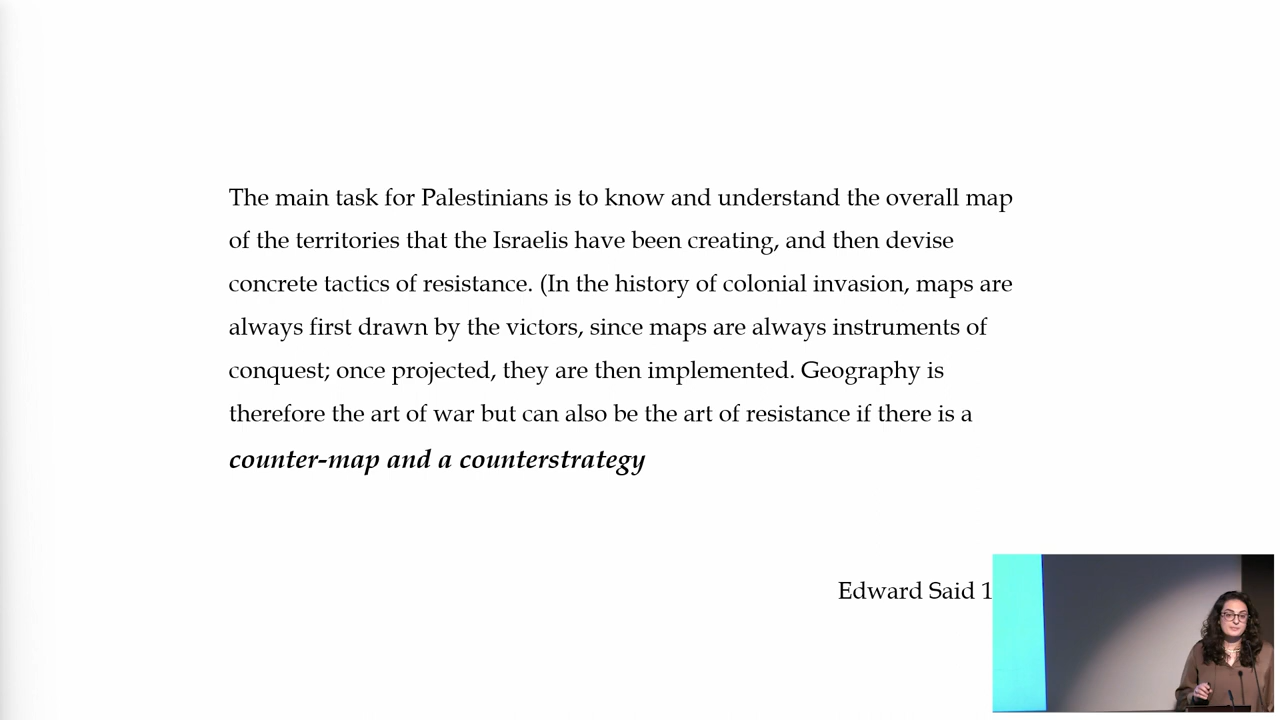 The main task for Palestinians is to know and understand the overall map
of the territories that the Israelis have been creating, and then devise
concrete tactics of resistance. (In the history of colonial invasion, maps are
always first drawn by the victors, since maps are always instruments of
conquest; once projected, they are then implemented. Geography is
therefore the art of war but can also be the art of resistance if there is a
counter-map and a counterstrategy
Edward Said 1